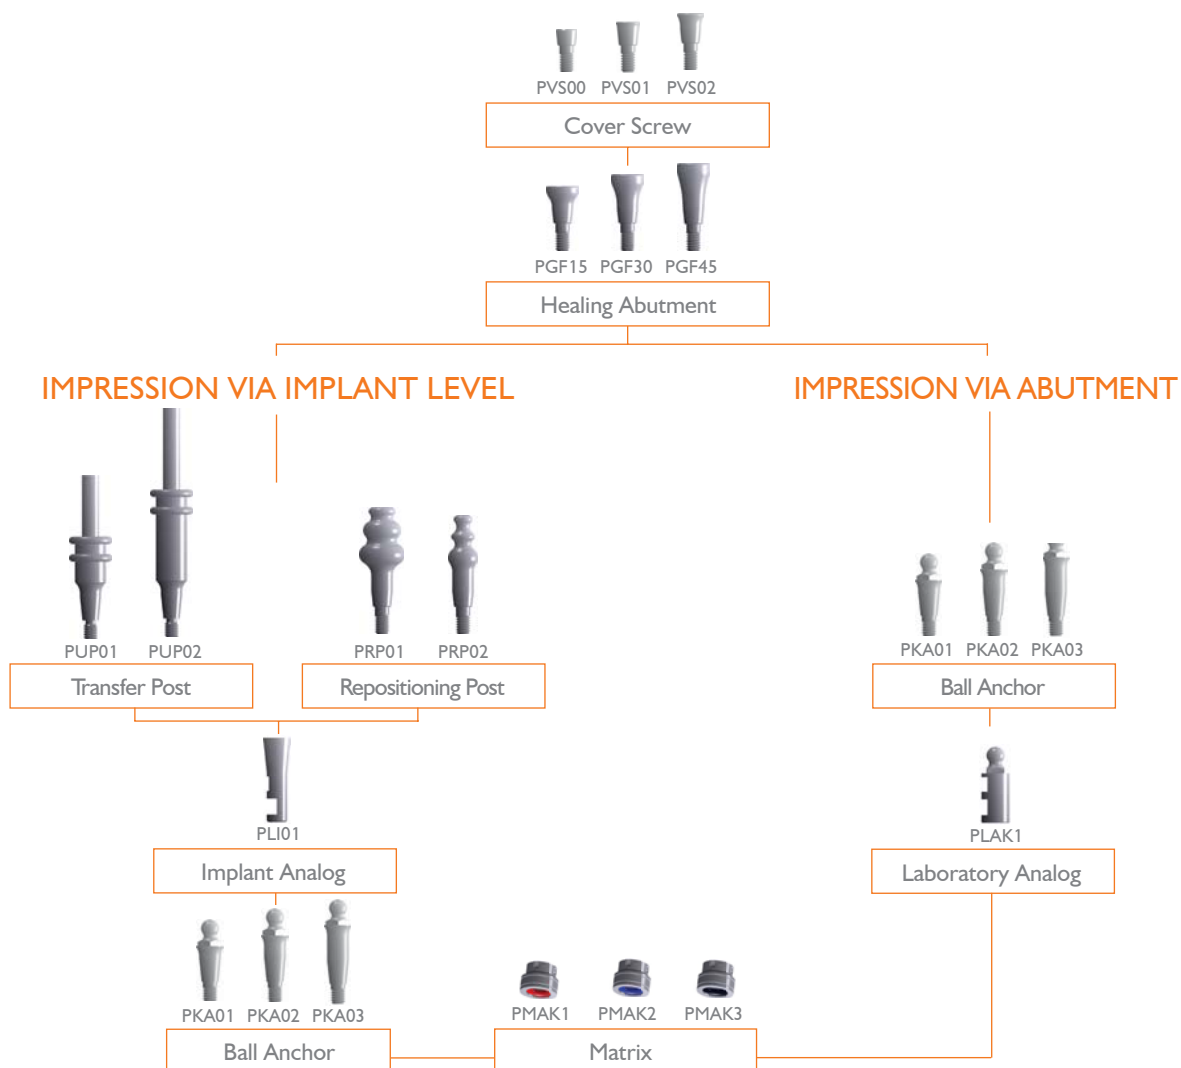 PVS00 PVS01 PVS02
Cover Screw
PGF15 PGF30 PGF45
Healing Abutment
IMPRESSION VIA IMPLANT LEVEL
IMPRESSION VIA ABUTMENT
PUP01 PUP02 PRP01 PRP02
Transfer Post
Repositioning Post
PKA01 PKA02 PKA03
Ball Anchor
PLI01
Implant Analog
PLAK1
Laboratory Analog
PKA01 PKA02 PKA03
Ball Anchor
PMAK1 PMAK2 PMAK3
Matrix